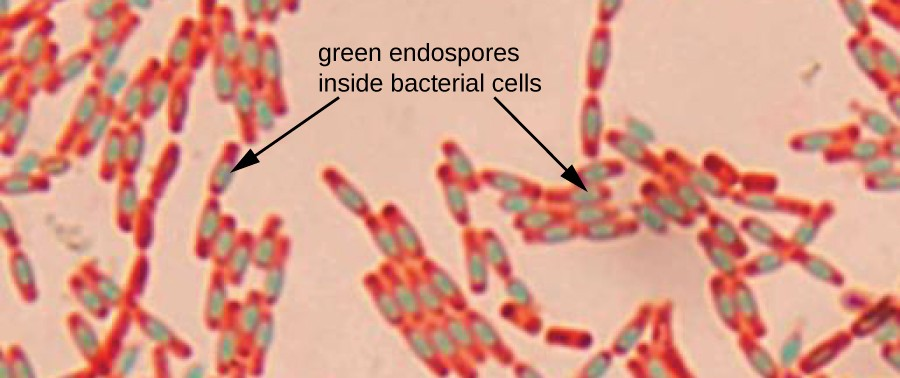 green endospores
inside bacterial cells